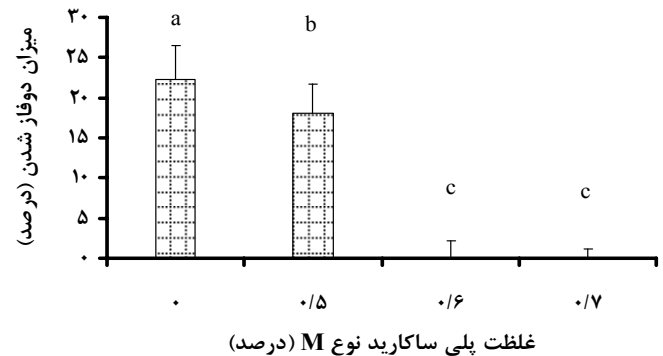 میزان دوفاز شدن (درصد)
۳۰
۲۵
۲۰
۱۵
۱۰
۵
۰
a b c c
۰ ۰/۵ ۰/۶ ۰/۷
غلظت پلی ساکارید نوع M (درصد)